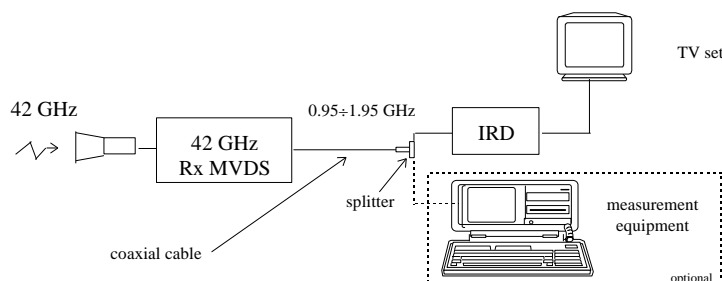 TV set
42 GHz
0.95÷1.95 GHz
42 GHz
Rx MVDS
IRD
splitter
measurement
equipment
coaxial cable
optional